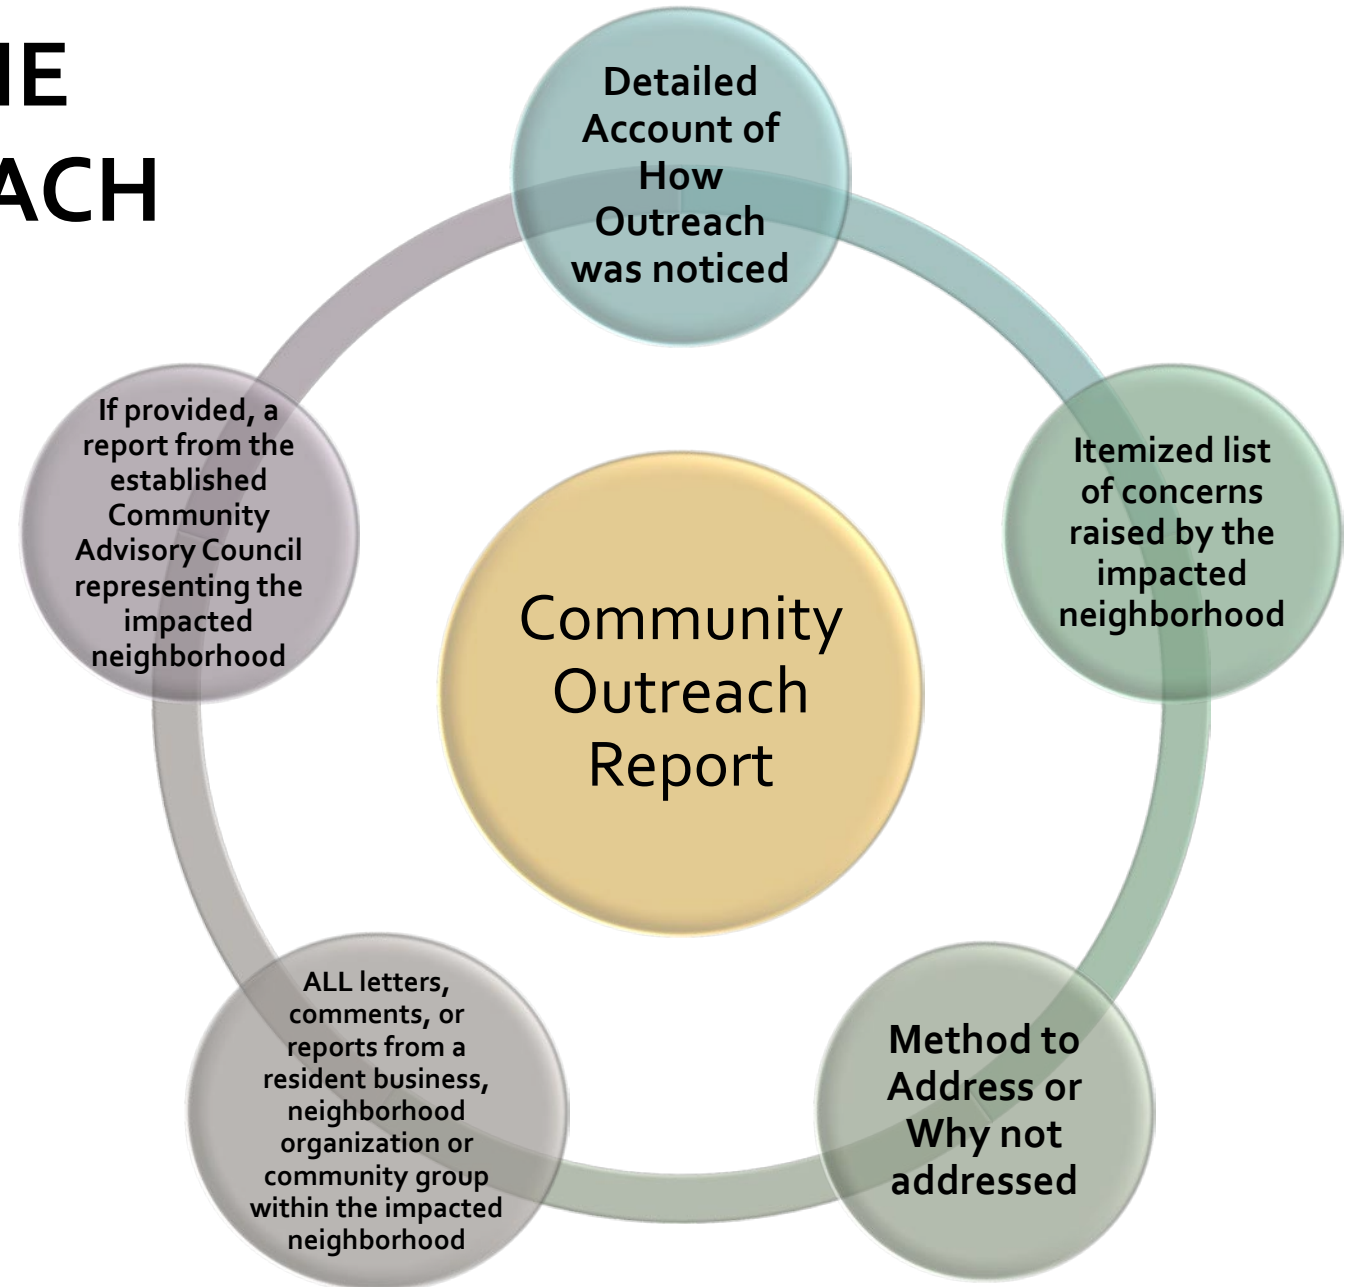 IE
ACH
Detailed
Account of
How
Outreach
was noticed
Itemized list
of concerns
raised by the
impacted
neighborhood
Method to
Address or
Why not
addressed
ALL letters,
comments, or
reports from a
resident business,
neighborhood
organization or
community group
within the impacted
neighborhood
If provided, a
report from the
established
Community
Advisory Council
representing the
impacted
neighborhood
Community
Outreach
Report